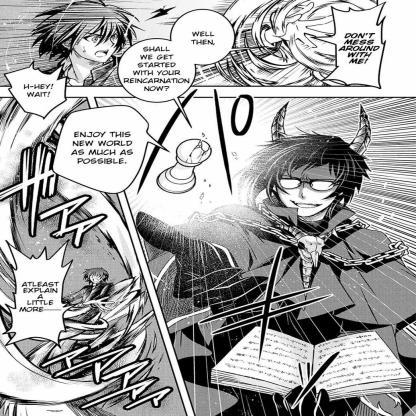 WELL
THEN,
SHALL
WE GET
STARTED
WITH YOUR
REINCARNATION
NOW?
DON'T
MESS
AROUND
WITH
ME!
H-HEY!
WAIT!
ENJOY THIS
NEW WORLD
AS MUCH AS
POSSIBLE.
ATLEAST
EXPLAIN
A
LITTLE
MORE